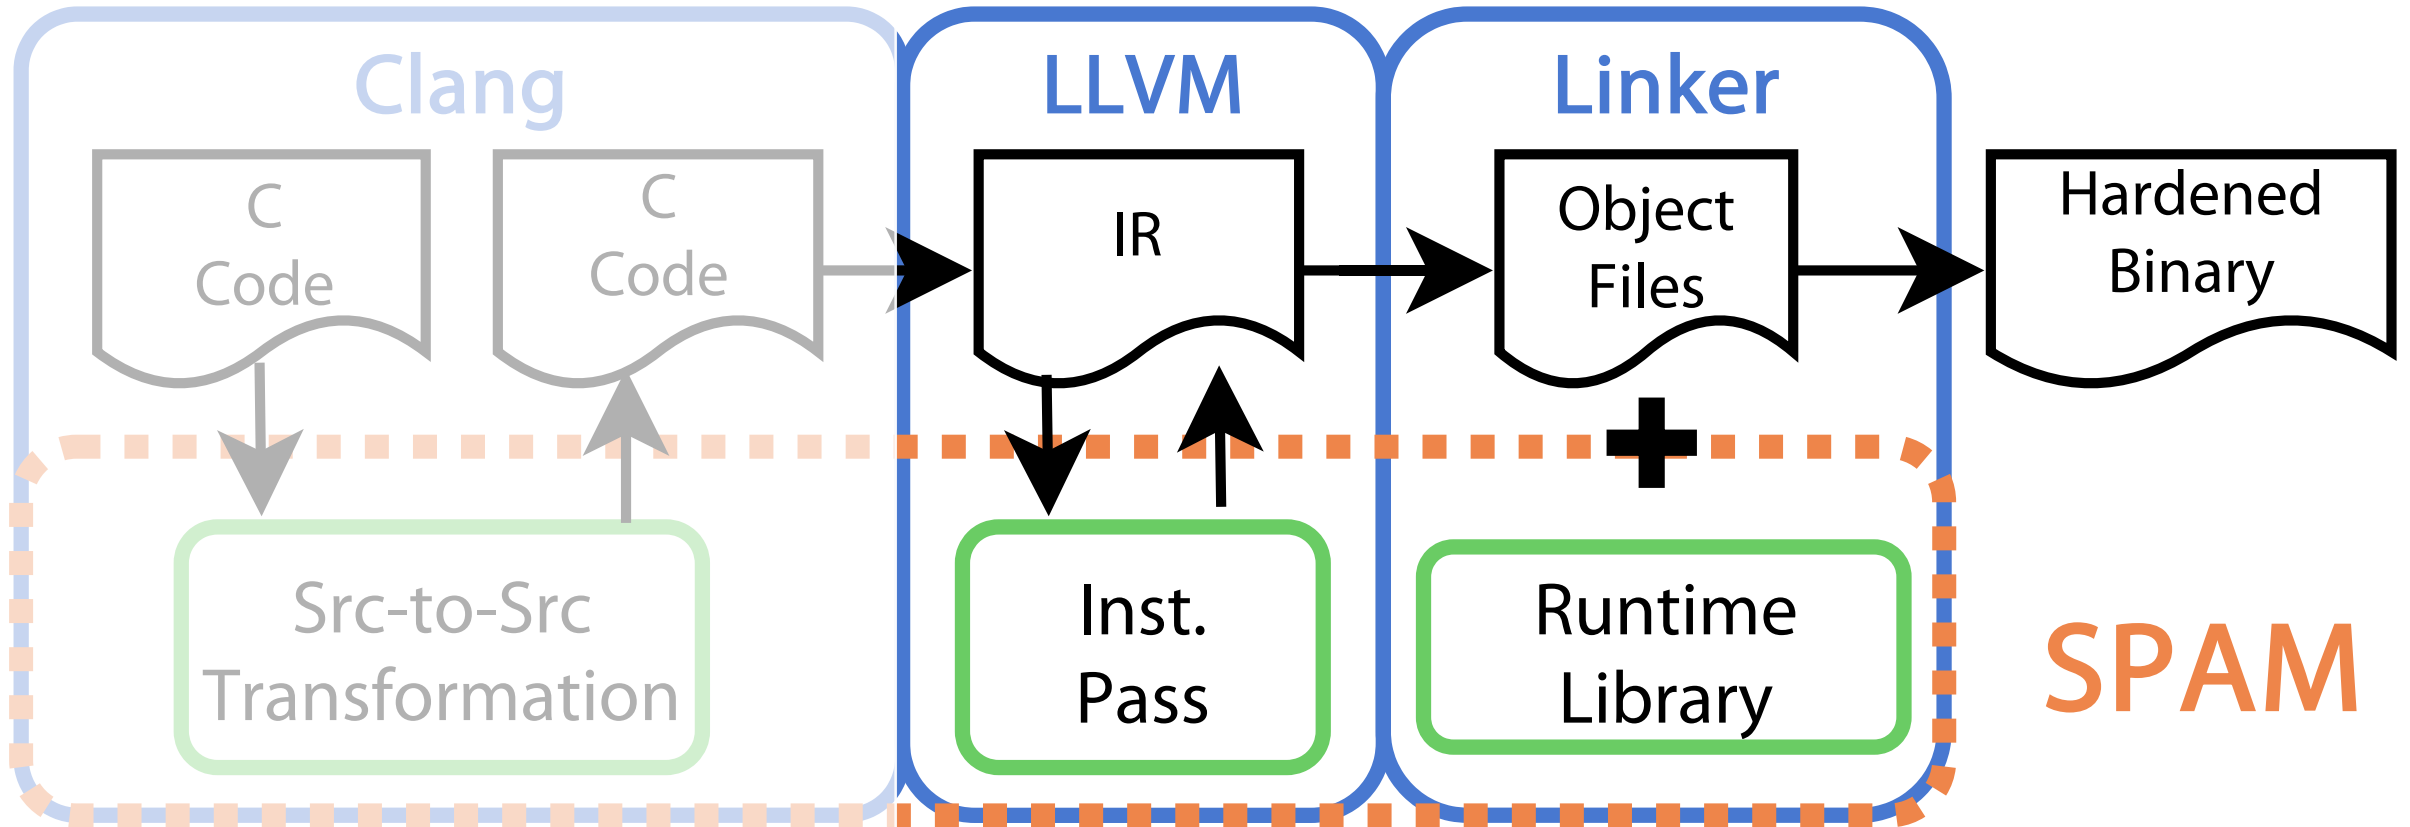 Clang
LLVM
Linker
C
Code
C
Code
IR
Object
Files
Hardened
Binary
Src-to-Src
Transformation
Inst.
Pass
Runtime
Library
SPAM